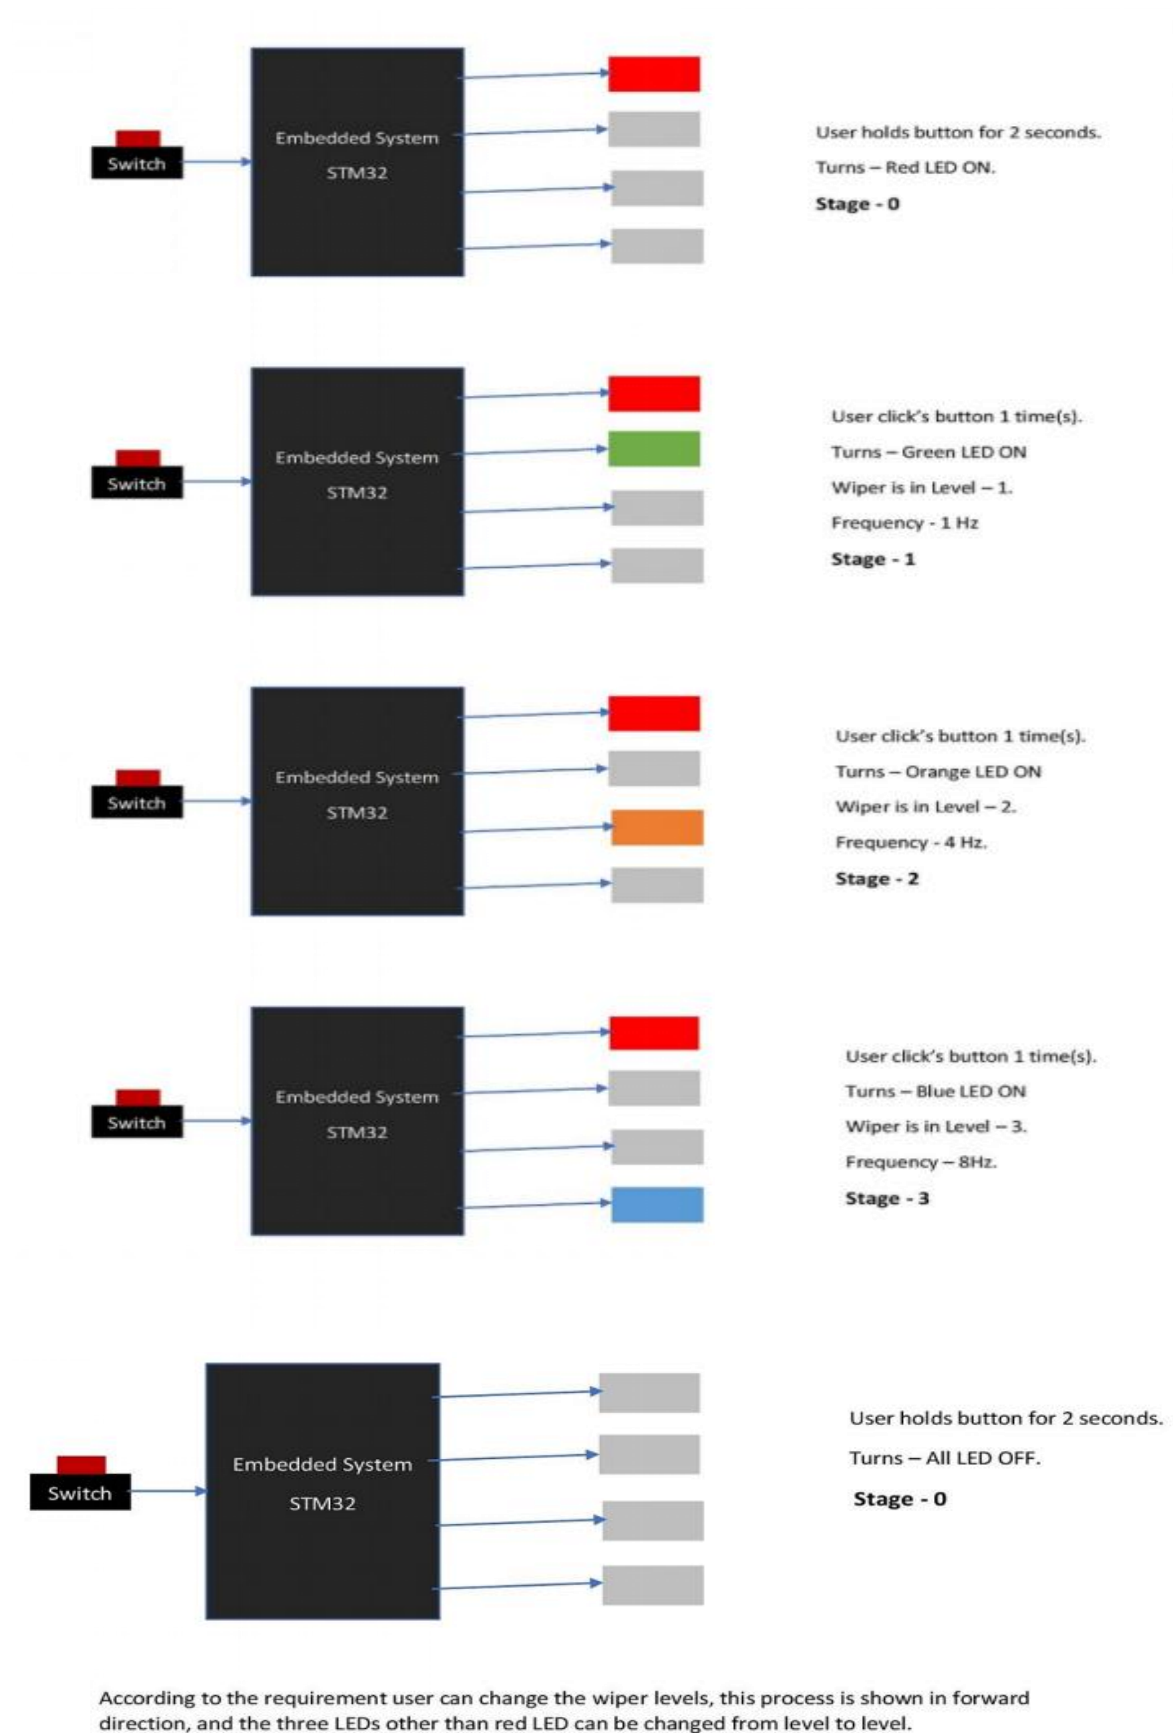 Switch
Embedded System
STM32
User holds button for 2 seconds.
Turns – Red LED ON.
Stage - 0
Switch
Embedded System
STM32
User click's button 1 time(s).
Turns – Green LED ON
Wiper is in Level – 1.
Frequency - 1 Hz
Stage - 1
Switch
Embedded System
STM32
User click's button 1 time(s).
Turns – Orange LED ON
Wiper is in Level – 2.
Frequency - 4 Hz.
Stage - 2
Switch
Embedded System
STM32
User click's button 1 time(s).
Turns – Blue LED ON
Wiper is in Level – 3.
Frequency – 8Hz.
Stage - 3
Switch
Embedded System
STM32
User holds button for 2 seconds.
Turns – All LED OFF.
Stage - 0
According to the requirement user can change the wiper levels, this process is shown in forward
direction, and the three LEDs other than red LED can be changed from level to level.